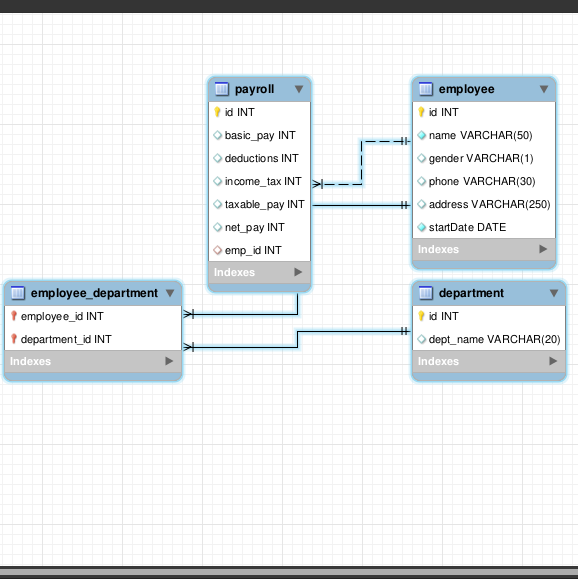 payroll
id INT
basic_pay INT
deductions INT
income_tax INT
taxable_pay INT
net_pay INT
emp_id INT
Indexes
employee
id INT
name VARCHAR(50)
gender VARCHAR(1)
phone VARCHAR(30)
address VARCHAR(250)
startDate DATE
Indexes
employee_department
employee_id INT
department_id INT
Indexes
department
id INT
dept_name VARCHAR(20)
Indexes